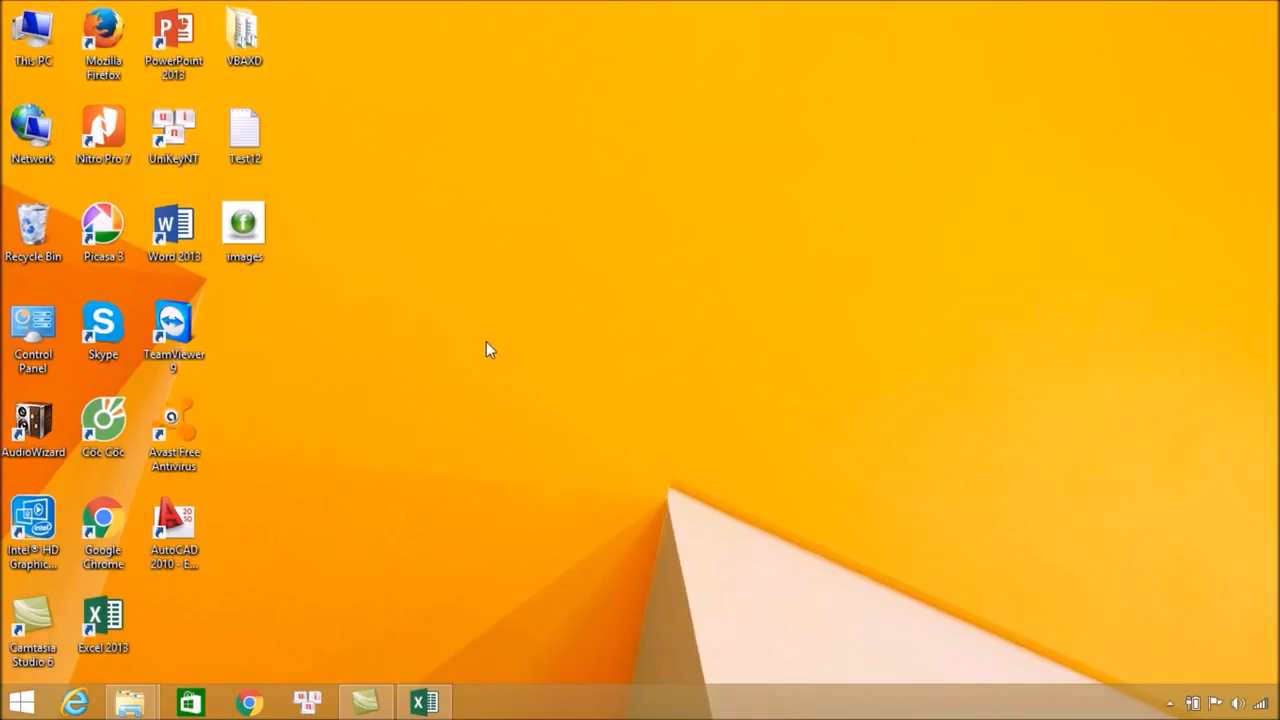 This PC
Mozilla
Firefox
PowerPoint
2013
VBAXD
Network
Nitro Pro 7
UniKeyNT
Test12
Recycle Bin
Picasa 3
Word 2013
images
Control
Panel
Skype
TeamViewer
9
AudioWizard
Cốc Cốc
Avast Free
Antivirus
Intel® HD
Graphic...
Google
Chrome
AutoCAD
2010 - E...
Camtasia
Studio 6
Excel 2013